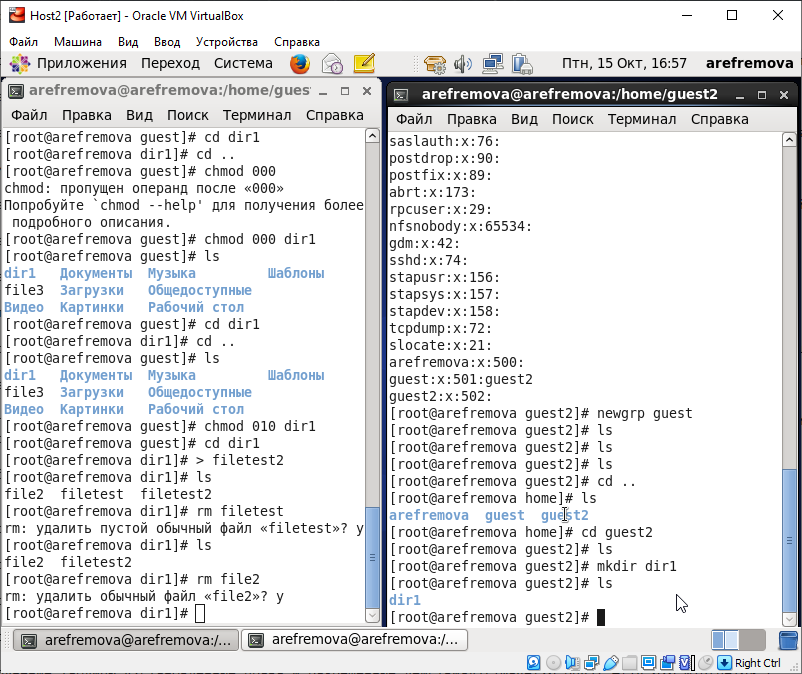 Host2 [Работает] - Oracle VM VirtualBox
Файл Машина Вид Ввод Устройства Справка
Приложения Переход Система Птн, 15 Окт, 16:57 arefremova
arefremova@arefremova:/home/gues
Файл Правка Вид Поиск Терминал Справка
[root@arefremova guest]# cd dir1
[root@arefremova dir1]# cd ..
[root@arefremova guest]# chmod 000
chmod: пропущен операнд после «000»
Попробуйте `chmod --help' для получения более
подробного описания.
[root@arefremova guest]# chmod 000 dir1
[root@arefremova guest]# ls
dir1 Документы Музыка Шаблоны
file3 Загрузки Общедоступные
Видео Картинки Рабочий стол
[root@arefremova guest]# cd dir1
[root@arefremova dir1]# cd ..
[root@arefremova guest]# ls
dir1 Документы Музыка Шаблоны
file3 Загрузки Общедоступные
Видео Картинки Рабочий стол
[root@arefremova guest]# chmod 010 dir1
[root@arefremova guest]# cd dir1
[root@arefremova dir1]# > filetest2
[root@arefremova dir1]# ls
file2 filetest filetest2
[root@arefremova dir1]# rm filetest
rm: удалить пустой обычный файл «filetest»? y
[root@arefremova dir1]# ls
file2 filetest2
[root@arefremova dir1]# rm file2
rm: удалить обычный файл «file2»? y
[root@arefremova dir1]#
arefremova@arefremova:/home/guest2
Файл Правка Вид Поиск Терминал Справка
saslauth:x:76:
postdrop:x:90:
postfix:x:89:
abrt:x:173:
rpcuser:x:29:
nfsnobody:x:65534:
gdm:x:42:
sshd:x:74:
stapusr:x:156:
stapsys:x:157:
stapdev:x:158:
tcpdump:x:72:
slocate:x:21:
arefremova:x:500:
guest:x:501:guest2
guest2:x:502:
[root@arefremova guest2]# newgrp guest
[root@arefremova guest2]# ls
[root@arefremova guest2]# ls
[root@arefremova guest2]# ls
[root@arefremova guest2]# cd ..
[root@arefremova home]# ls
arefremova guest guest2
[root@arefremova home]# cd guest2
[root@arefremova guest2]# ls
[root@arefremova guest2]# mkdir dir1
[root@arefremova guest2]# ls
dir1
[root@arefremova guest2]#
arefremova@arefremova:/... arefremova@arefremova:/...
Right Ctrl